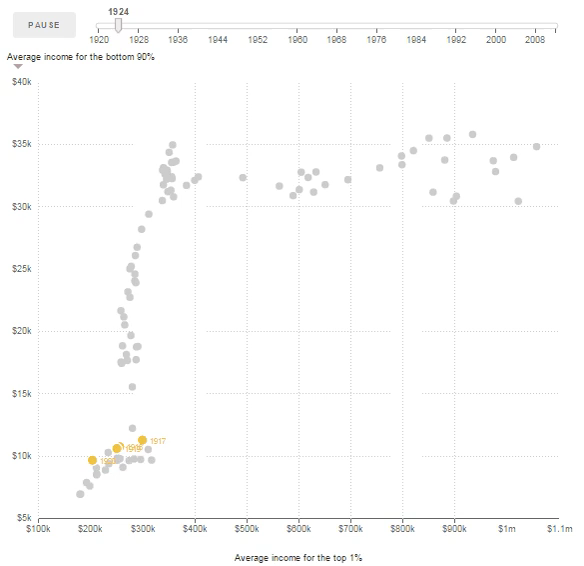 1924
PAUSE
1920 1928 1936 1944 1952 1960 1968 1976 1984 1992 2000 2008
Average income for the bottom 90%
$40k
$35k
$30k
$25k
$20k
$15k
$10k
1917
$5k
$100k $200k $300k $400k $500k $600k $700k $800k $900k $1m $1.1m
Average income for the top 1%